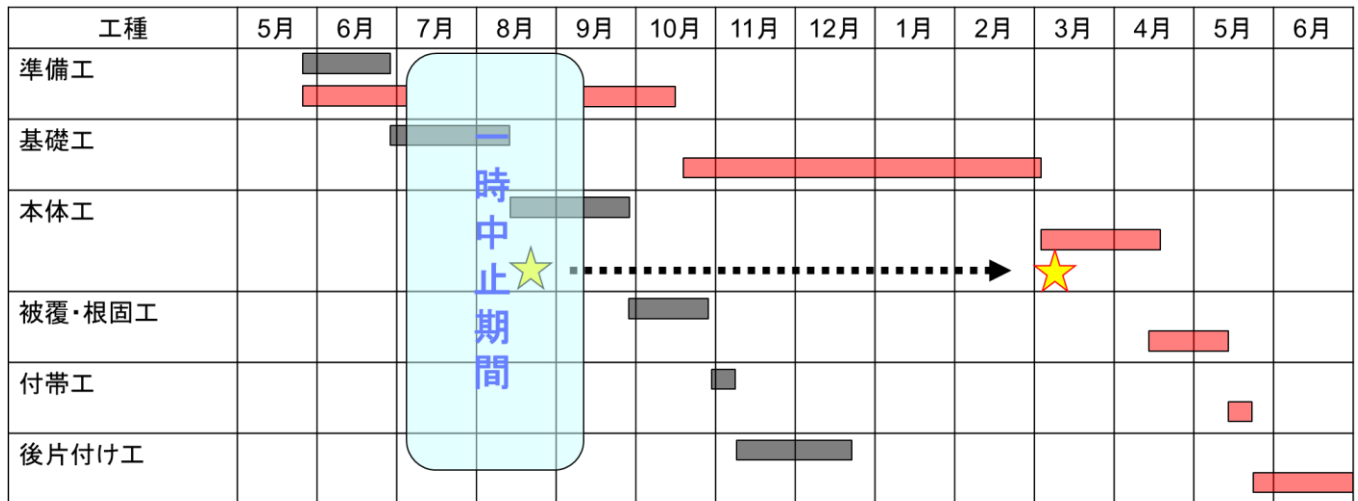 工種 5月 6月 7月 8月 9月 10月 11月 12月 1月 2月 3月 4月 5月 6月
準備工
基礎工
本体工
被覆・根固工
付帯工
後片付け工
一時中止期間